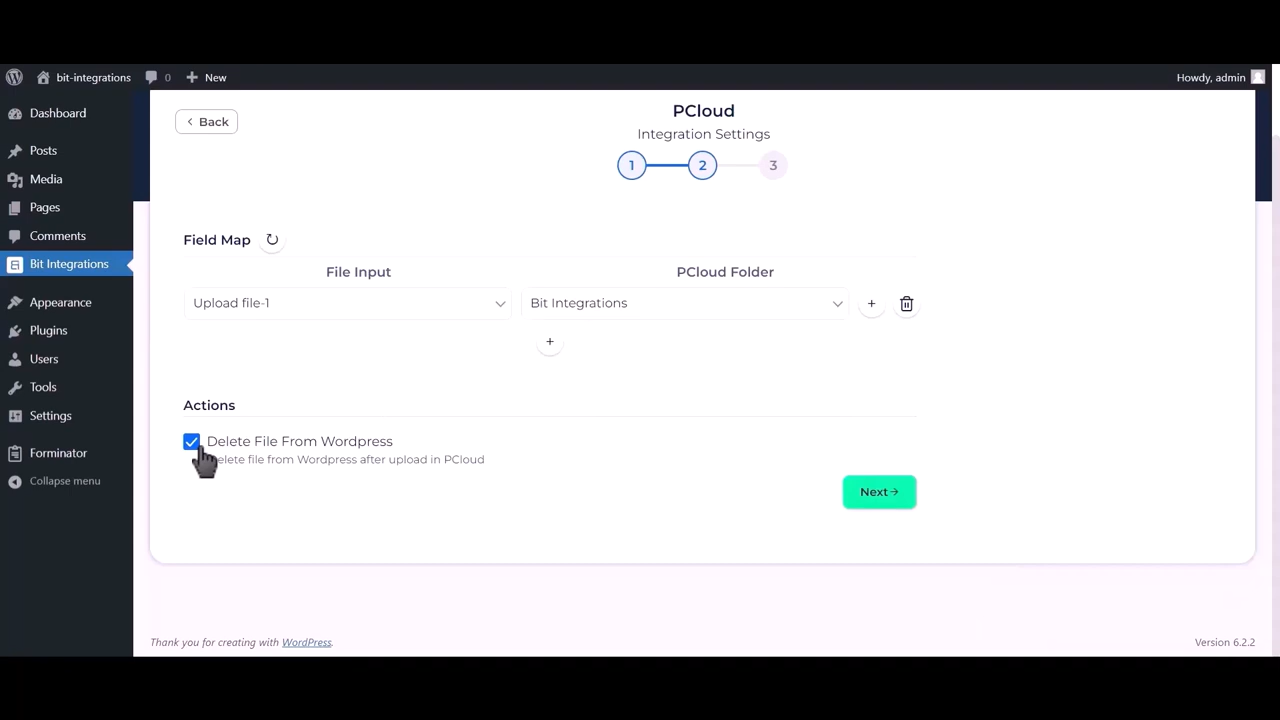 bit-integrations
0
New
Howdy, admin
Dashboard
Posts
Media
Pages
Comments
Bit Integrations
Appearance
Plugins
Users
Tools
Settings
Forminator
Collapse menu
Back
PCloud
Integration Settings
1 2 3
Field Map
File Input PCloud Folder
Upload file-1 Bit Integrations
Actions
Delete File From Wordpress
elete file from Wordpress after upload in PCloud
Next
Thank you for creating with WordPress.
Version 6.2.2